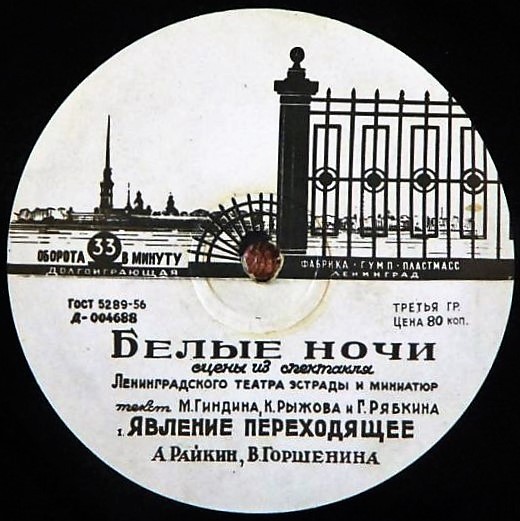 33 ОБОРОТА В МИНУТУ
ДОЛГОИГРАЮЩАЯ
ФАБРИКА · ГУМП · ПЛАСТМАСС
Г. ЛЕНИНГРАД
ГОСТ 5289-56
Д-004688
ТРЕТЬЯ ГР.
ЦЕНА 80 КОП.
БЕЛЫЕ НОЧИ
сцены из спектакля
ЛЕНИНГРАДСКОГО ТЕАТРА ЭСТРАДЫ И МИНИАТЮР
текст М. ГИНДИНА, К. РЫЖОВА и Г. РЯБКИНА
1. ЯВЛЕНИЕ ПЕРЕХОДЯЩЕЕ
А РАЙКИН, В. ГОРШЕНИНА